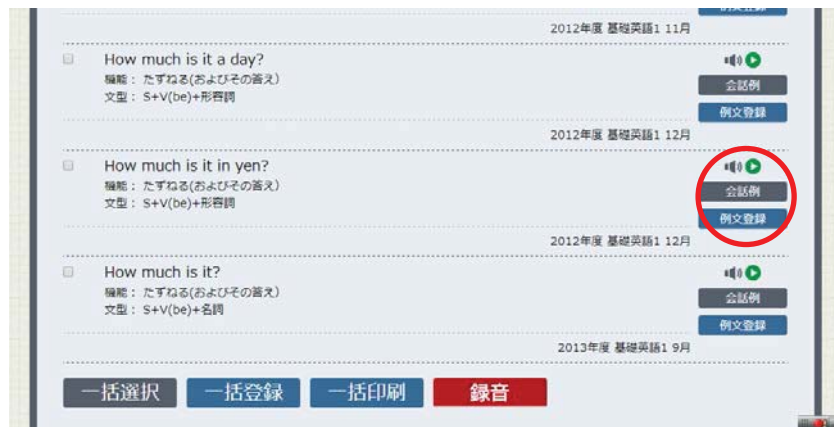 例文登録
2012年度 基礎英語1 11月
How much is it a day?
機能： たずねる(およびその答え)
文型： S+V(be)+形容詞
会話例
例文登録
2012年度 基礎英語1 12月
How much is it in yen?
機能： たずねる(およびその答え)
文型： S+V(be)+形容詞
会話例
例文登録
2012年度 基礎英語1 12月
How much is it?
機能： たずねる(およびその答え)
文型： S+V(be)+名詞
会話例
例文登録
2013年度 基礎英語1 9月
一括選択 一括登録 一括印刷 録音